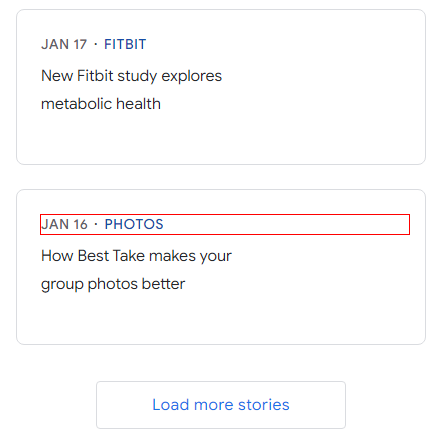 JAN 17 · FITBIT
New Fitbit study explores
metabolic health
JAN 16 · PHOTOS
How Best Take makes your
group photos better
Load more stories